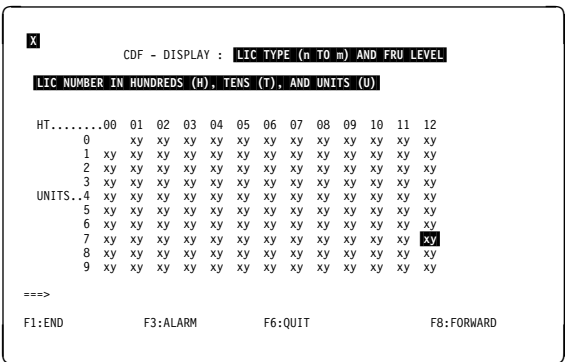 X
CDF - DISPLAY : LIC TYPE (n TO m) AND FRU LEVEL
LIC NUMBER IN HUNDREDS (H), TENS (T), AND UNITS (U)
HT........00 01 02 03 04 05 06 07 08 09 10 11 12
0 xy xy xy xy xy xy xy xy xy xy xy xy
1 xy xy xy xy xy xy xy xy xy xy xy xy xy
2 xy xy xy xy xy xy xy xy xy xy xy xy xy
3 xy xy xy xy xy xy xy xy xy xy xy xy xy
UNITS..4 xy xy xy xy xy xy xy xy xy xy xy xy xy
5 xy xy xy xy xy xy xy xy xy xy xy xy xy
6 xy xy xy xy xy xy xy xy xy xy xy xy xy
7 xy xy xy xy xy xy xy xy xy xy xy xy xy
8 xy xy xy xy xy xy xy xy xy xy xy xy xy
9 xy xy xy xy xy xy xy xy xy xy xy xy xy
===>
F1:END F3:ALARM F6:QUIT F8:FORWARD